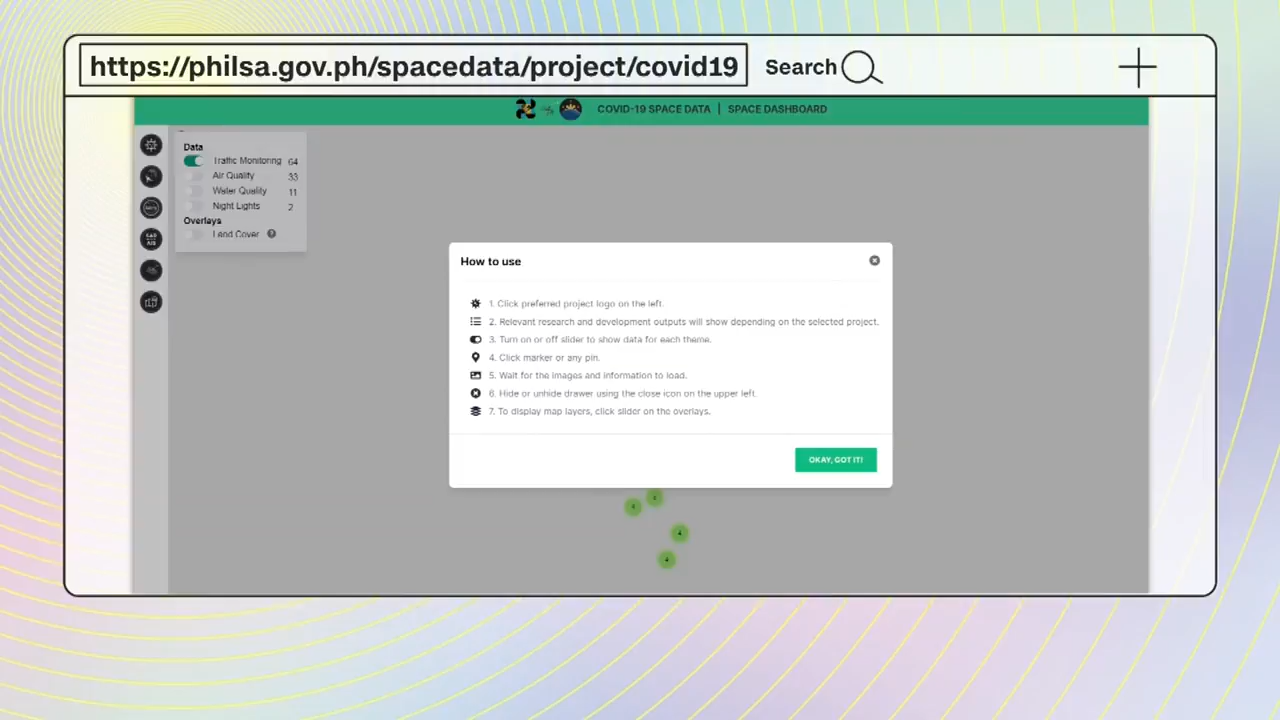 https://philsa.gov.ph/spacedata/project/covid19
Search
COVID-19 SPACE DATA | SPACE DASHBOARD
Data
Traffic Monitoring 64
Air Quality 33
Water Quality 11
Night Lights 2
Overlays
Land Cover ?
How to use
1. Click preferred project logo on the left.
2. Relevant research and development outputs will show depending on the selected project.
3. Turn on or off slider to show data for each theme.
4. Click marker or any pin.
5. Wait for the images and information to load.
6. Hide or unhide drawer using the close icon on the upper left.
7. To display map layers, click slider on the overlays.
OKAY, GOT IT!
4
4